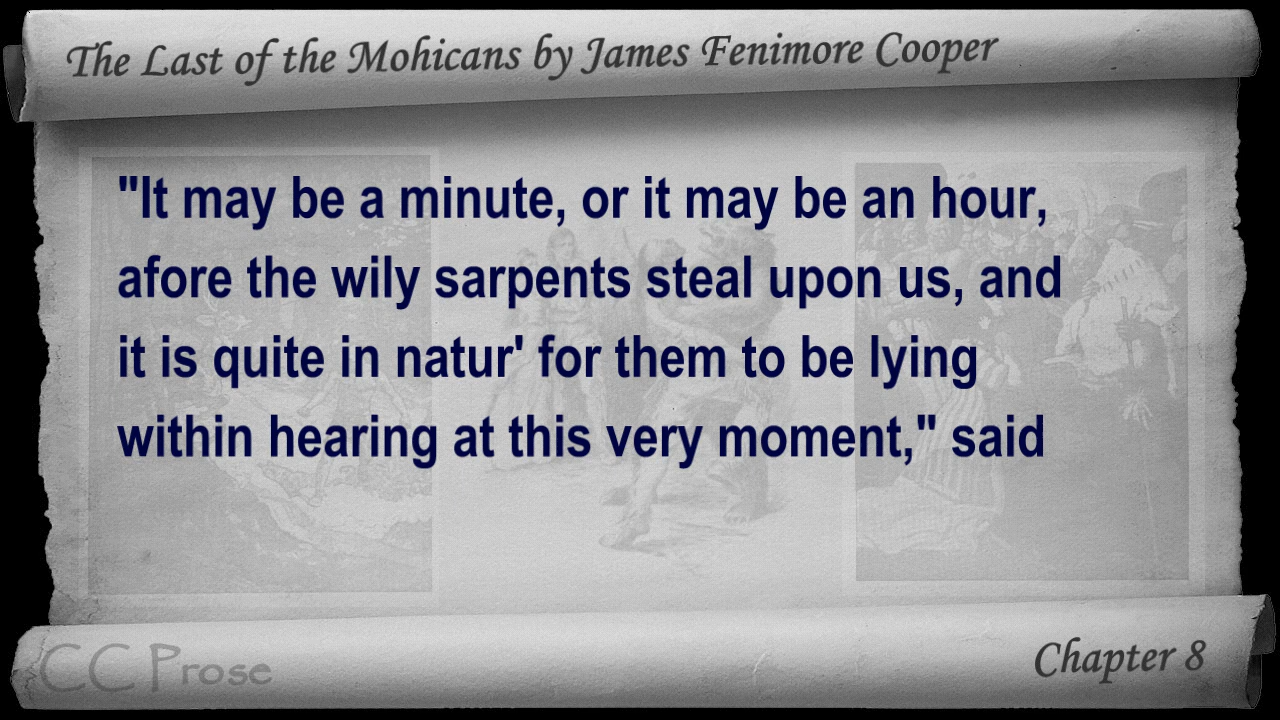 The Last of the Mohicans by James Fenimore Cooper
"It may be a minute, or it may be an hour,
afore the wily sarpents steal upon us, and
it is quite in natur' for them to be lying
within hearing at this very moment," said
CC Prose
Chapter 8